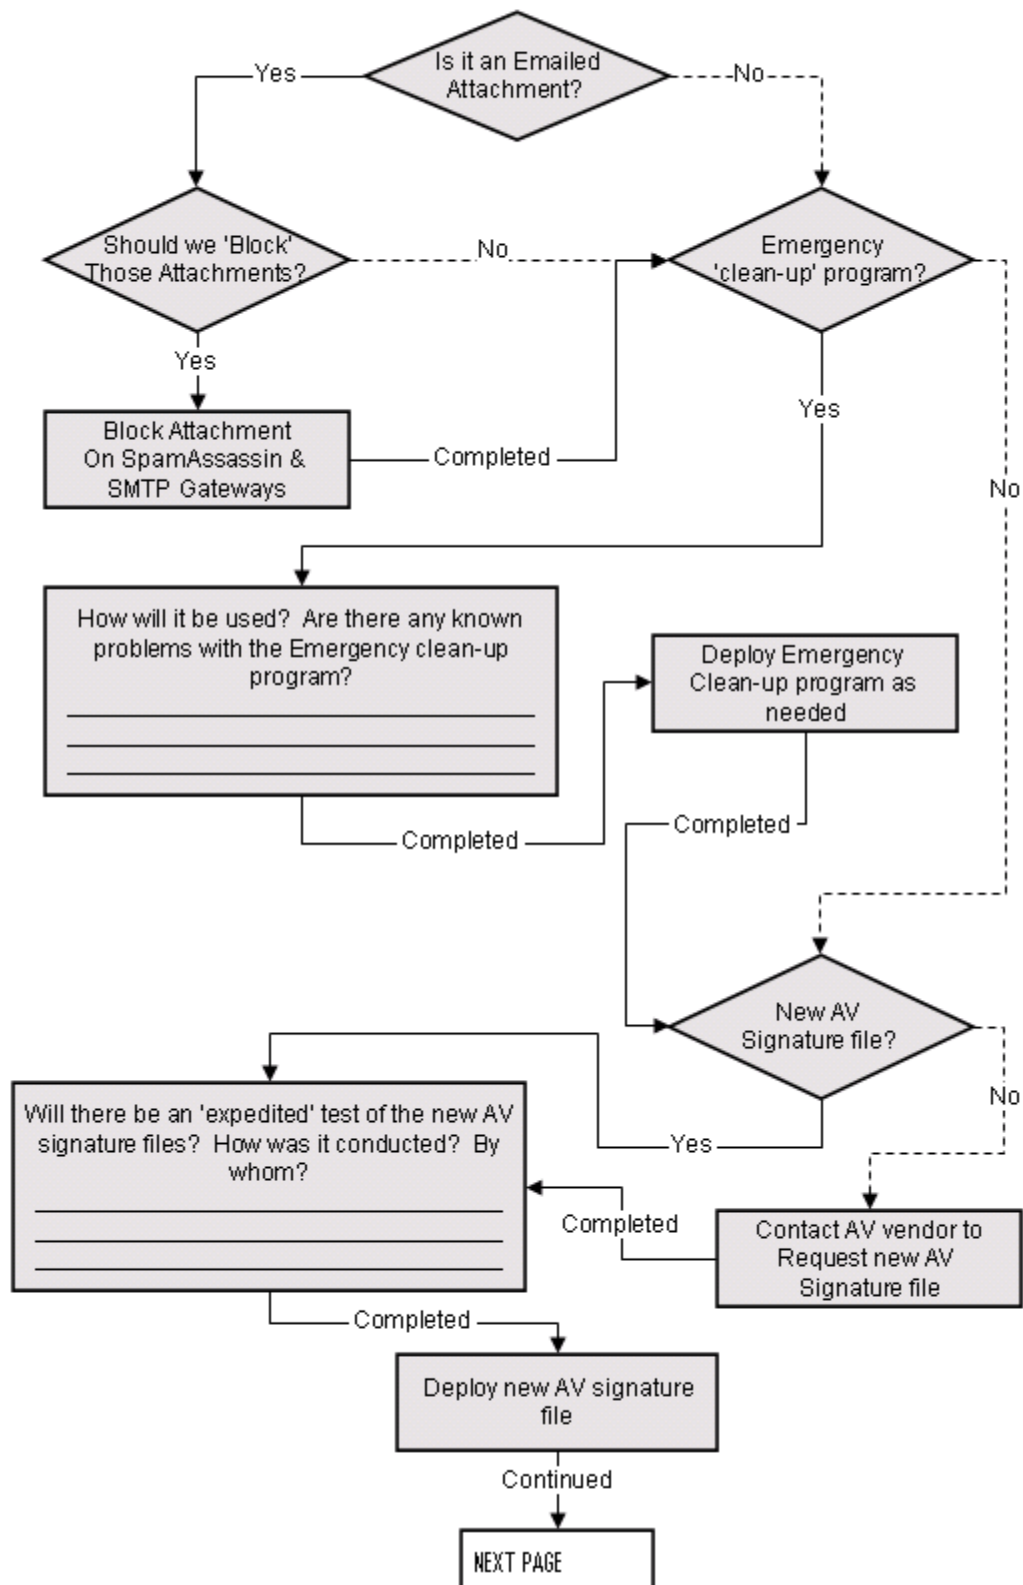 Is it an Emailed
Attachment?
Yes
No
Should we 'Block'
Those Attachments?
No
Emergency
'clean-up' program?
Yes
Yes
Block Attachment
On SpamAssassin &
SMTP Gateways
Completed
No
How will it be used? Are there any known
problems with the Emergency clean-up
program?
Deploy Emergency
Clean-up program as
needed
Completed
Completed
New AV
Signature file?
No
Will there be an 'expedited' test of the new AV
signature files? How was it conducted? By
whom?
Yes
Completed
Contact AV vendor to
Request new AV
Signature file
Completed
Deploy new AV signature
file
Continued
NEXT PAGE